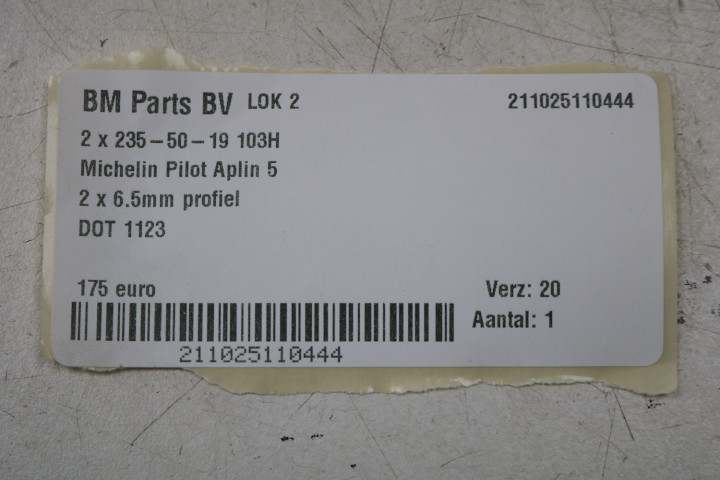 BM Parts BV LOK 2 211025110444
2 x 235-50-19 103H
Michelin Pilot Aplin 5
2 x 6.5mm profiel
DOT 1123
175 euro Verz: 20
Aantal: 1
211025110444